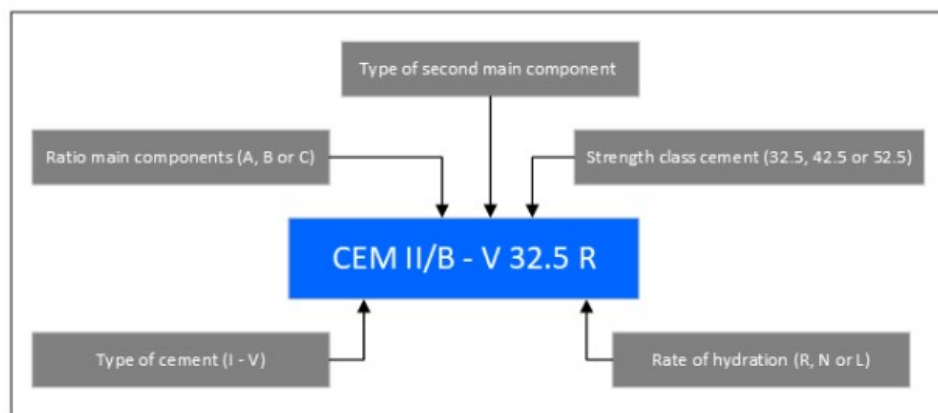 Type of second main component
Ratio main components (A, B or C)
Strength class cement (32.5, 42.5 or 52.5)
CEM II/B - V 32.5 R
Type of cement (I - V)
Rate of hydration (R, N or L)